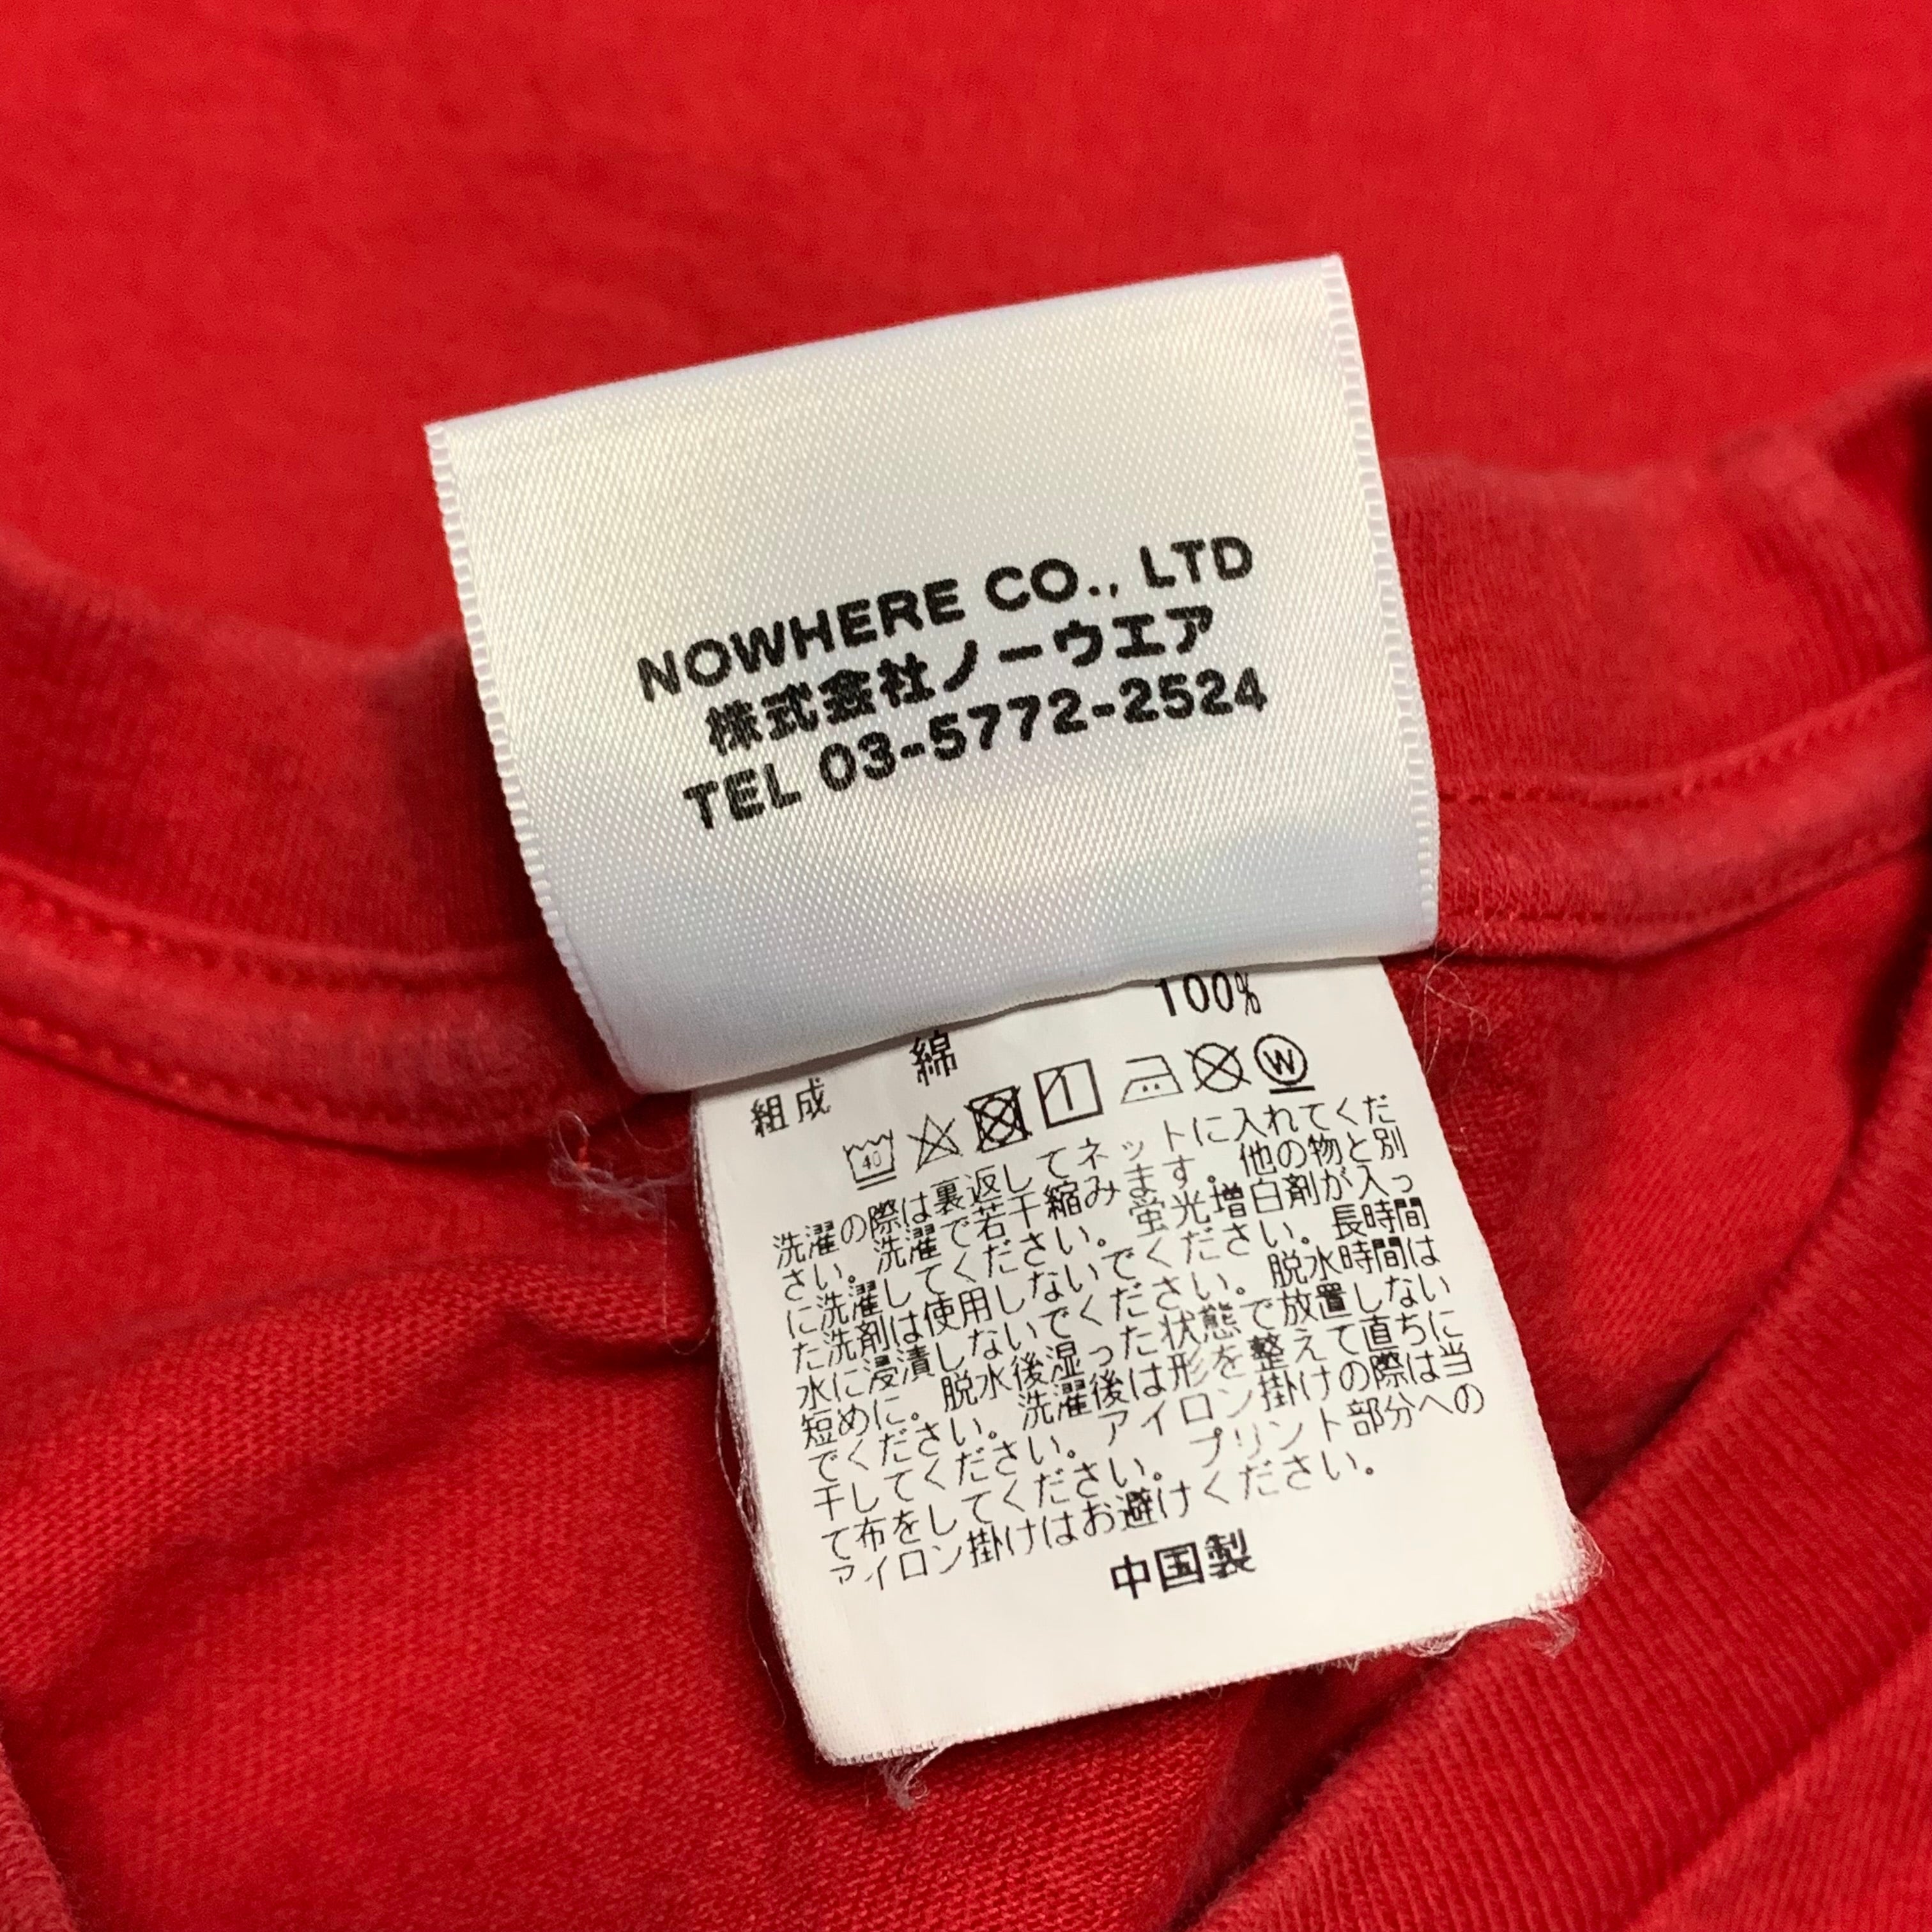 NOWHERE CO., LTD
株式会社ノーウエア
TEL 03-5772-2524
組成 綿 100%
40 W
洗濯の際は裏返してネットに入れてくだ
さい。洗濯で若干縮みます。他の物と別
に洗濯してください。蛍光増白剤が入っ
た洗剤は使用しないでください。長時間
水に浸漬しないでください。脱水時間は
短めに。脱水後湿った状態で放置しない
でください。洗濯後は形を整えて直ちに
干してください。アイロン掛けの際は当
て布をしてください。プリント部分への
アイロン掛けはお避けください。
中国製